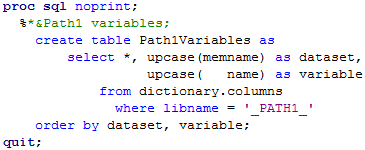 proc sql noprint;
%*&Path1 variables;
create table Path1Variables as
select *, upcase(memname) as dataset,
upcase(   name) as variable
from dictionary.columns
where libname = '_PATH1_'
order by dataset, variable;
quit;